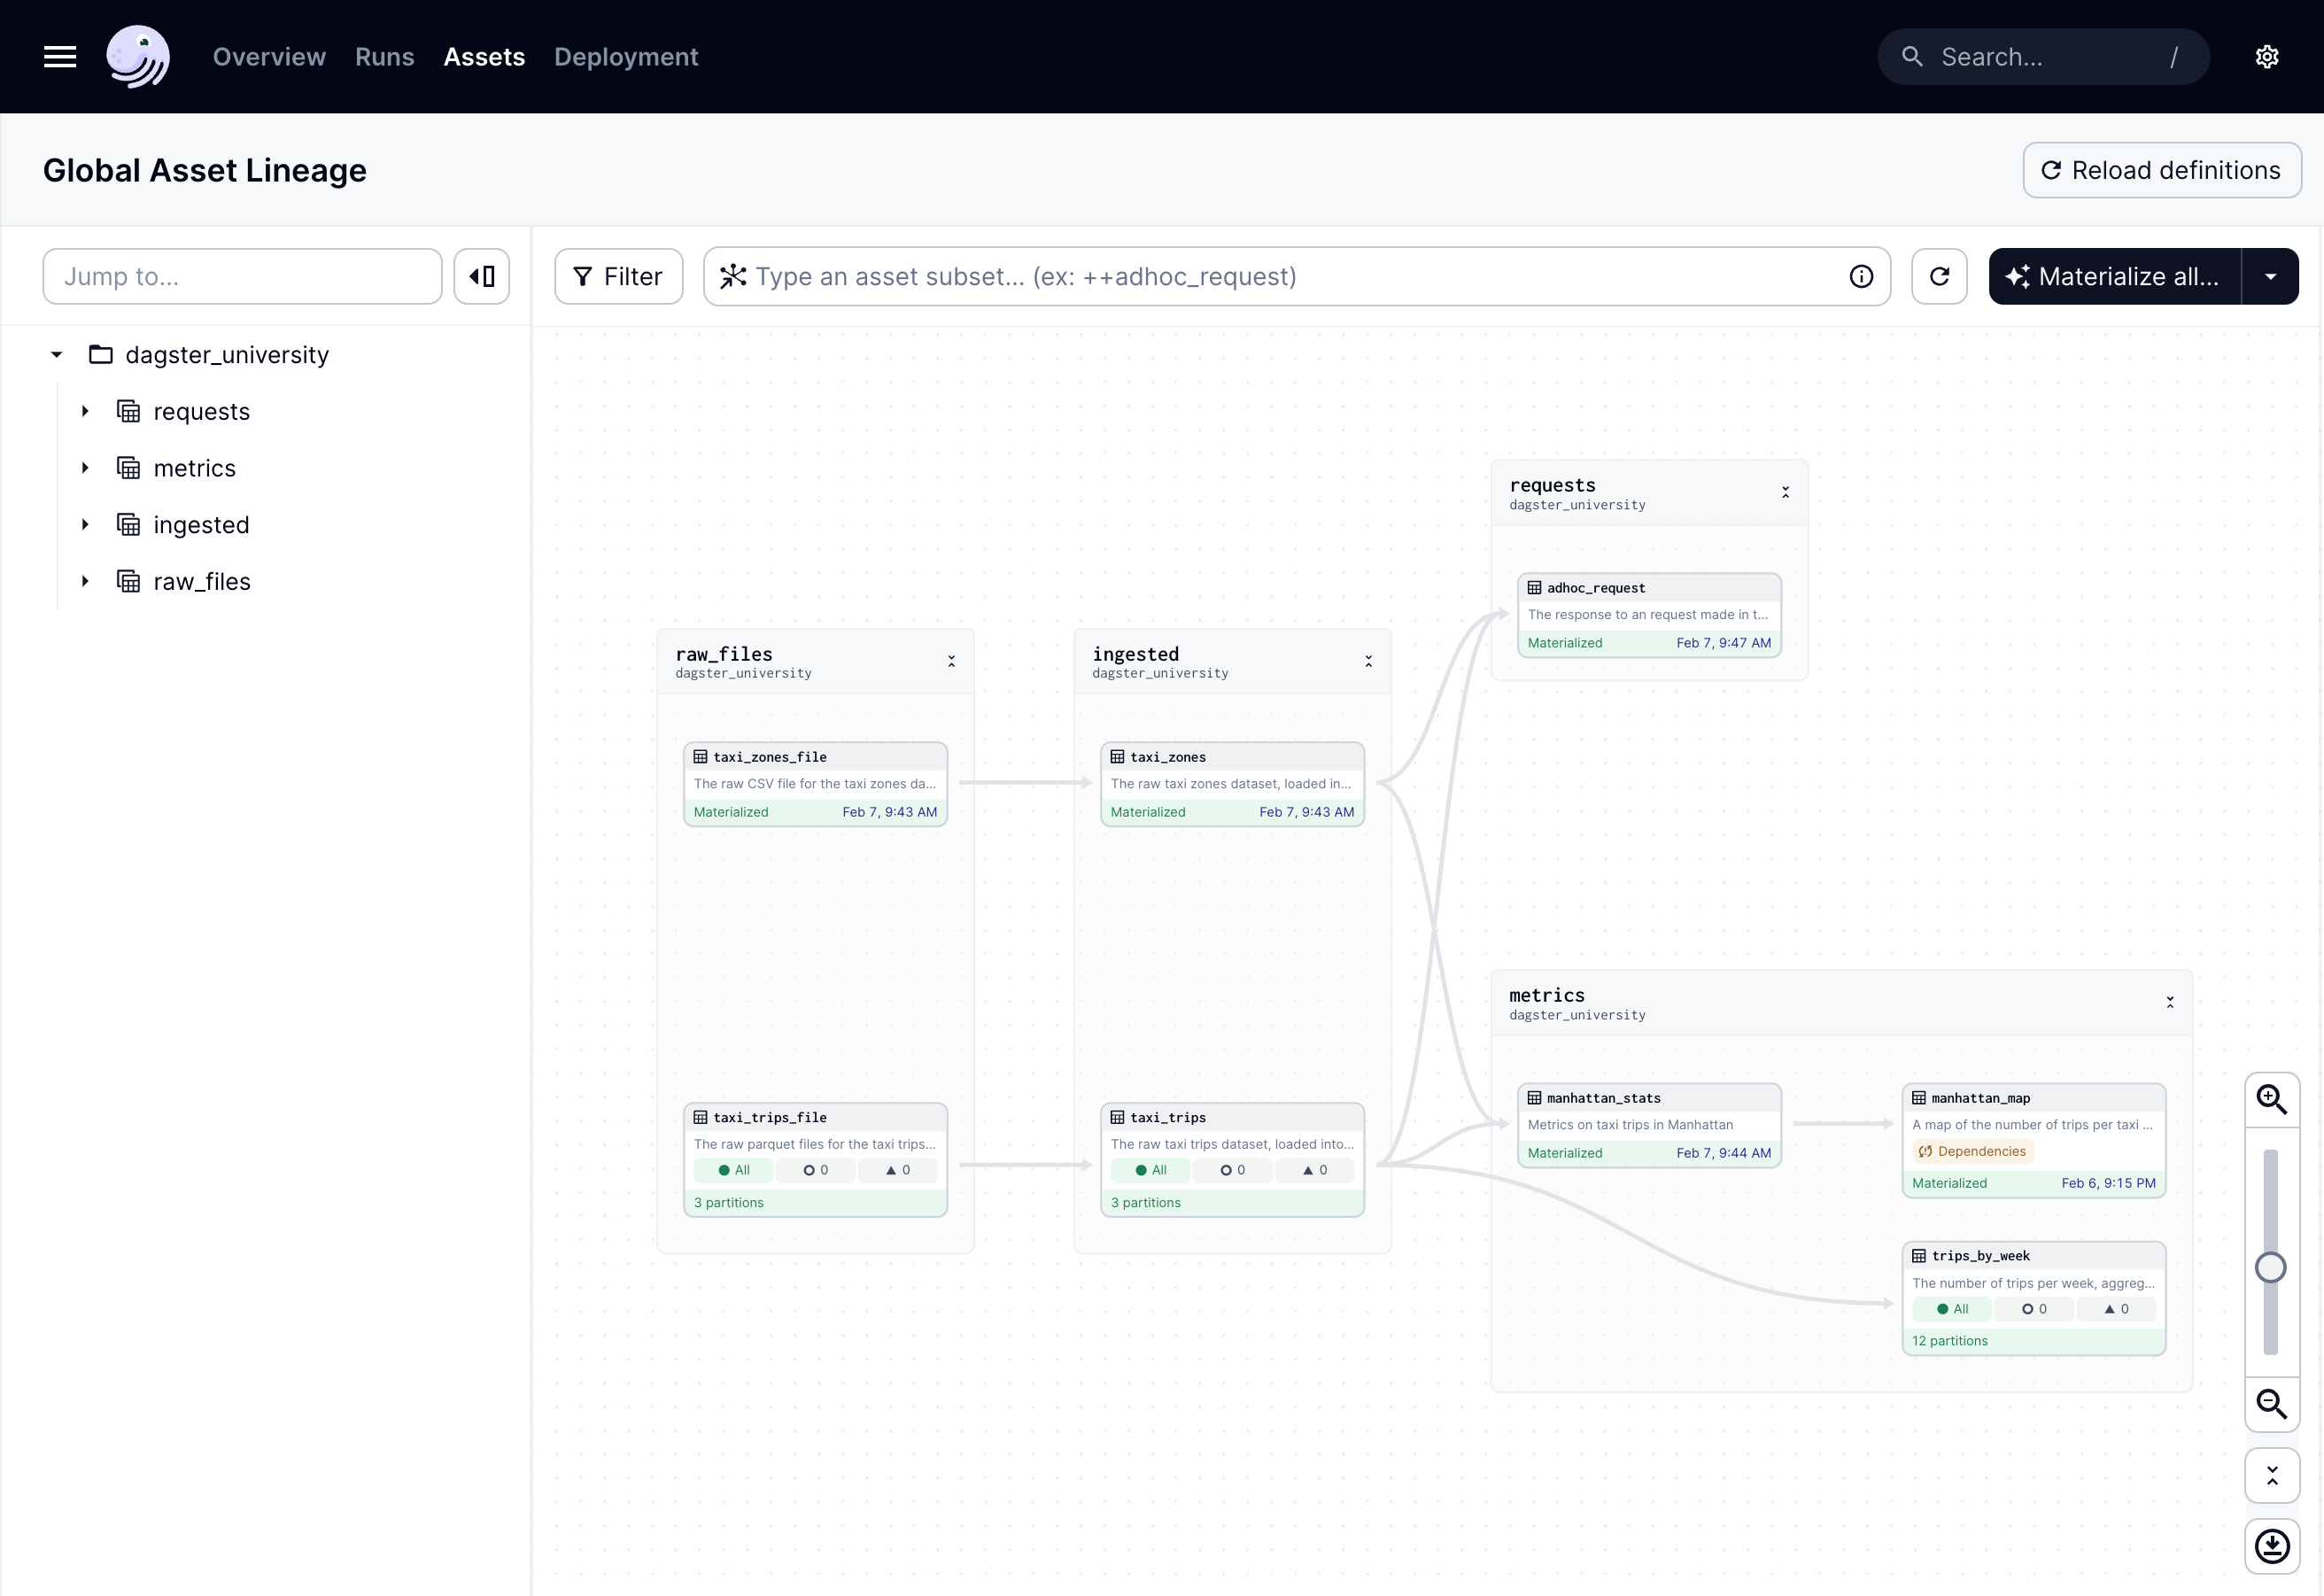 Overview Runs Assets Deployment
Search... /
Global Asset Lineage
Reload definitions
Jump to...
Filter
Type an asset subset... (ex: ++adhoc_request)
Materialize all...
dagster_university
requests
metrics
ingested
raw_files
requests
dagster_university
adhoc_request
The response to an request made in t...
Materialized Feb 7, 9:47 AM
raw_files
dagster_university
taxi_zones_file
The raw CSV file for the taxi zones da...
Materialized Feb 7, 9:43 AM
taxi_trips_file
The raw parquet files for the taxi trips...
All 0 0
3 partitions
ingested
dagster_university
taxi_zones
The raw taxi zones dataset, loaded in...
Materialized Feb 7, 9:43 AM
taxi_trips
The raw taxi trips dataset, loaded into...
All 0 0
3 partitions
metrics
dagster_university
manhattan_stats
Metrics on taxi trips in Manhattan
Materialized Feb 7, 9:44 AM
manhattan_map
A map of the number of trips per taxi ...
Dependencies
Materialized Feb 6, 9:15 PM
trips_by_week
The number of trips per week, aggreg...
All 0 0
12 partitions